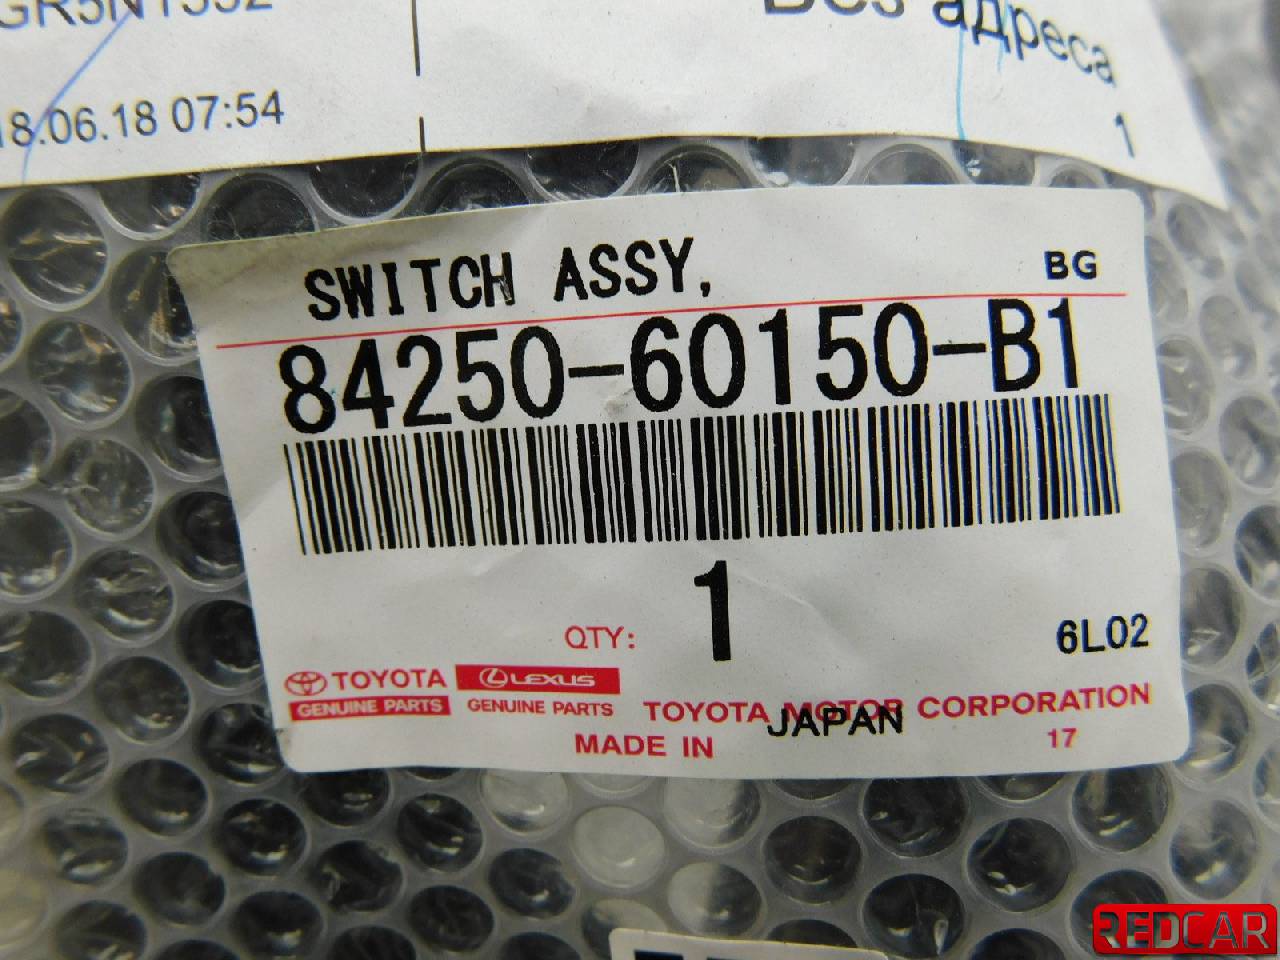 18.06.18 07:54
Без адреса
1
SWITCH ASSY,
BG
84250-60150-B1
QTY: 1
6L02
TOYOTA
GENUINE PARTS
LEXUS
GENUINE PARTS
TOYOTA MOTOR CORPORATION
MADE IN JAPAN
17
REDCAR